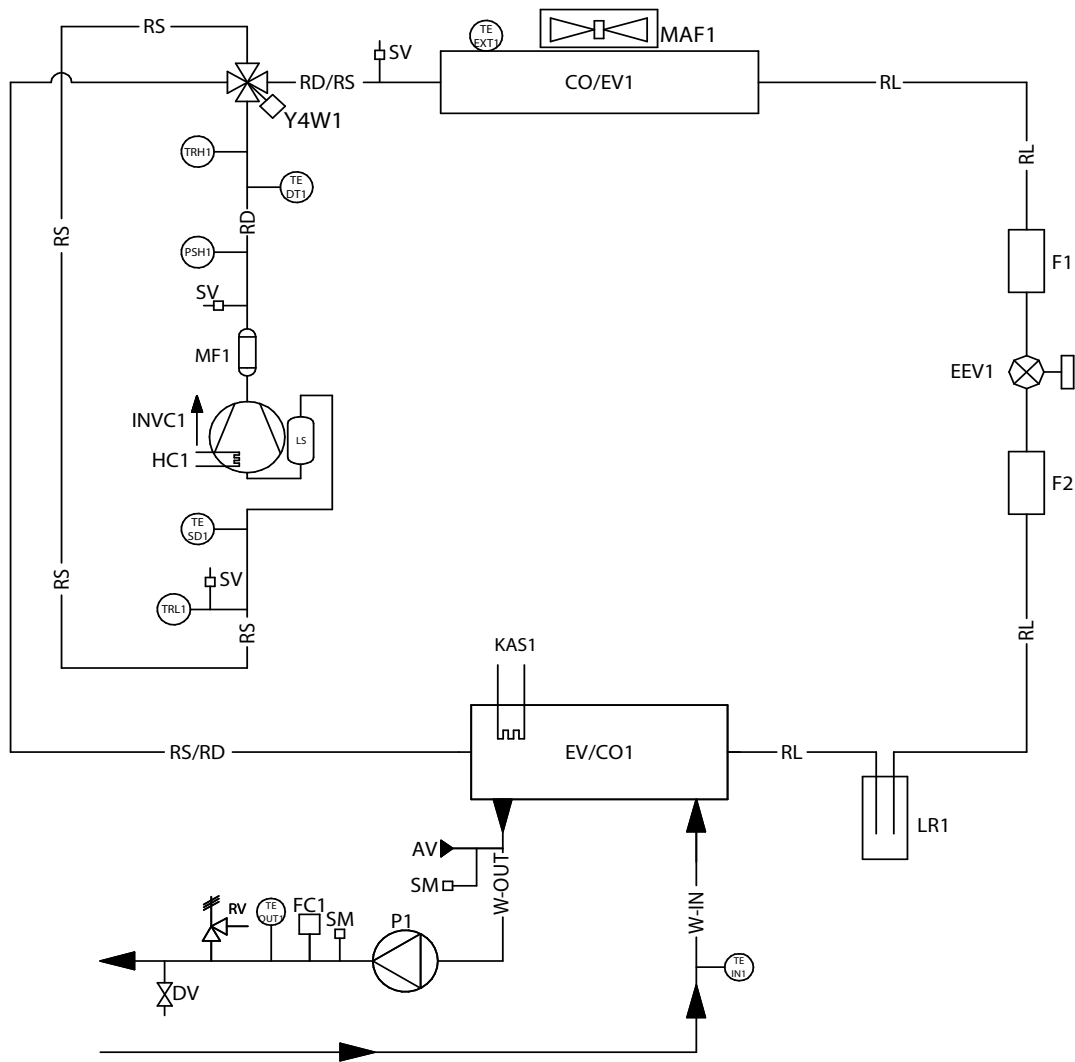 RS
TE
EXT1
MAF1
SV
RD/RS
CO/EV1
RL
Y4W1
TRH1
TE
DT1
RL
RD
RS
PSH1
F1
SV
MF1
EEV1
INVC1
LS
HC1
F2
TE
SD1
RS
SV
TRL1
RS
RL
KAS1
RS/RD
EV/CO1
RL
LR1
AV
SM
W-OUT
W-IN
RV
TE
OUT1
FC1
SM
P1
TE
IN1
DV